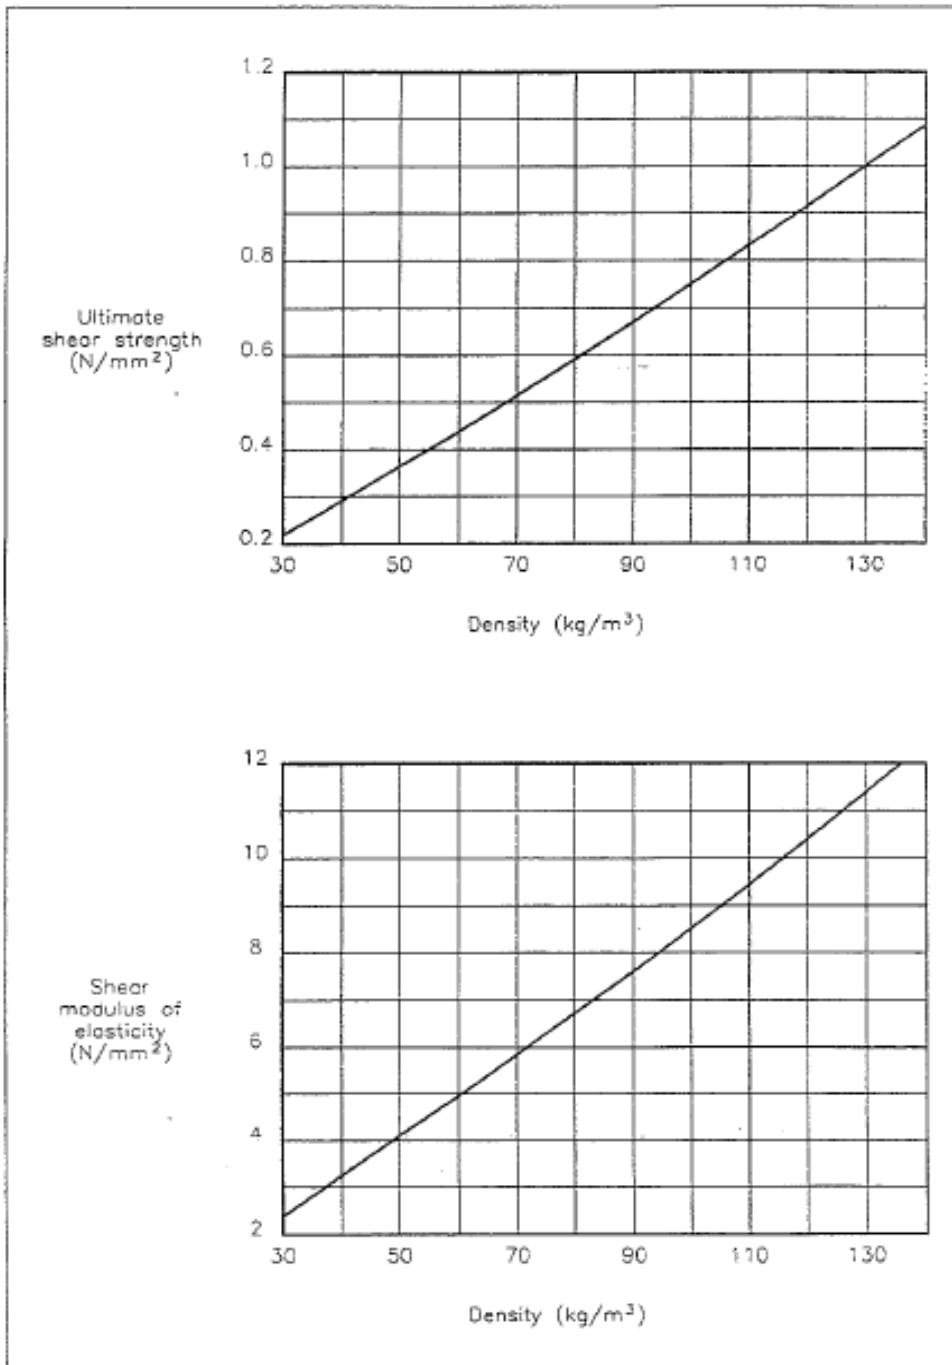 1.2
1.0
0.8
Ultimate
shear strength
(N/mm²)
0.6
0.4
0.2
30 50 70 90 110 130
Density (kg/m³)
12
10
8
Shear
modulus of
elasticity
(N/mm²)
6
4
2
30 50 70 90 110 130
Density (kg/m³)